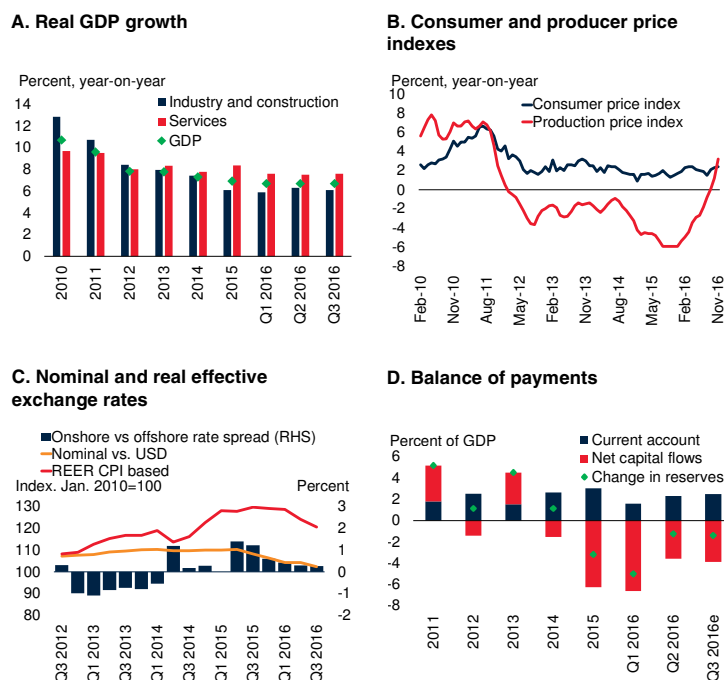 A. Real GDP growth
Percent, year-on-year
14
12
10
8
6
4
2
0
Industry and construction
Services
GDP
2010
2011
2012
2013
2014
2015
Q1 2016
Q2 2016
Q3 2016
B. Consumer and producer price
indexes
Percent, year-on-year
10
8
6
4
2
0
-2
-4
-6
-8
Consumer price index
Production price index
Feb-10
Nov-10
Aug-11
May-12
Feb-13
Nov-13
Aug-14
May-15
Feb-16
Nov-16
C. Nominal and real effective
exchange rates
Onshore vs offshore rate spread (RHS)
Nominal vs. USD
REER CPI based
Index. Jan. 2010=100
Percent
130
120
110
100
90
80
3
2
1
0
-1
-2
Q3 2012
Q1 2013
Q3 2013
Q1 2014
Q3 2014
Q1 2015
Q3 2015
Q1 2016
Q3 2016
D. Balance of payments
Percent of GDP
6
4
2
0
-2
-4
-6
-8
Current account
Net capital flows
Change in reserves
2011
2012
2013
2014
2015
Q1 2016
Q2 2016
Q3 2016e